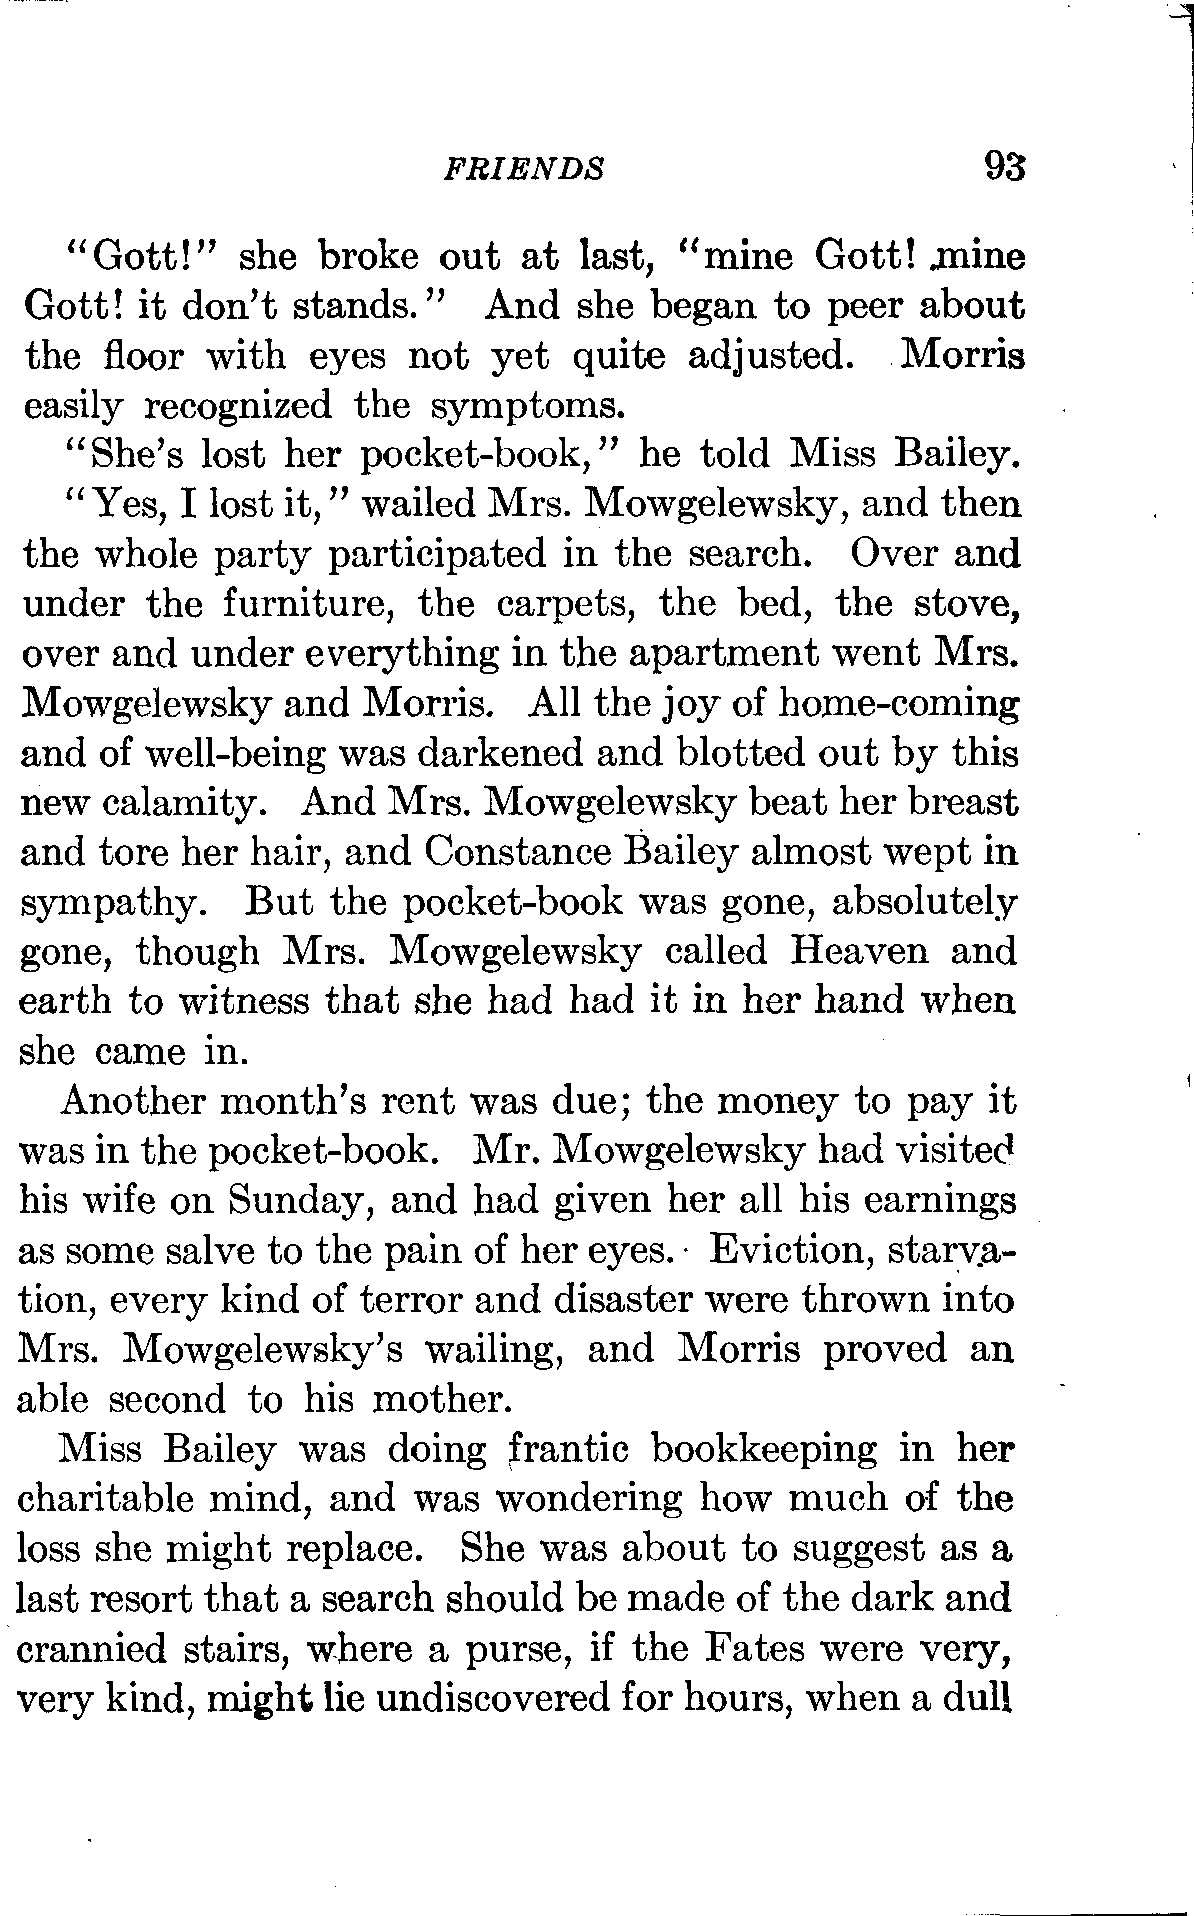 FRIENDS 93
"Gott!" she broke out at last, "mine Gott! mine
Gott! it don't stands." And she began to peer about
the floor with eyes not yet quite adjusted. Morris
easily recognized the symptoms.
"She's lost her pocket-book," he told Miss Bailey.
"Yes, I lost it," wailed Mrs. Mowgelewsky, and then
the whole party participated in the search. Over and
under the furniture, the carpets, the bed, the stove,
over and under everything in the apartment went Mrs.
Mowgelewsky and Morris. All the joy of home-coming
and of well-being was darkened and blotted out by this
new calamity. And Mrs. Mowgelewsky beat her breast
and tore her hair, and Constance Bailey almost wept in
sympathy. But the pocket-book was gone, absolutely
gone, though Mrs. Mowgelewsky called Heaven and
earth to witness that she had had it in her hand when
she came in.
Another month's rent was due; the money to pay it
was in the pocket-book. Mr. Mowgelewsky had visited
his wife on Sunday, and had given her all his earnings
as some salve to the pain of her eyes. Eviction, starva-
tion, every kind of terror and disaster were thrown into
Mrs. Mowgelewsky's wailing, and Morris proved an
able second to his mother.
Miss Bailey was doing frantic bookkeeping in her
charitable mind, and was wondering how much of the
loss she might replace. She was about to suggest as a
last resort that a search should be made of the dark and
crannied stairs, where a purse, if the Fates were very,
very kind, might lie undiscovered for hours, when a dull